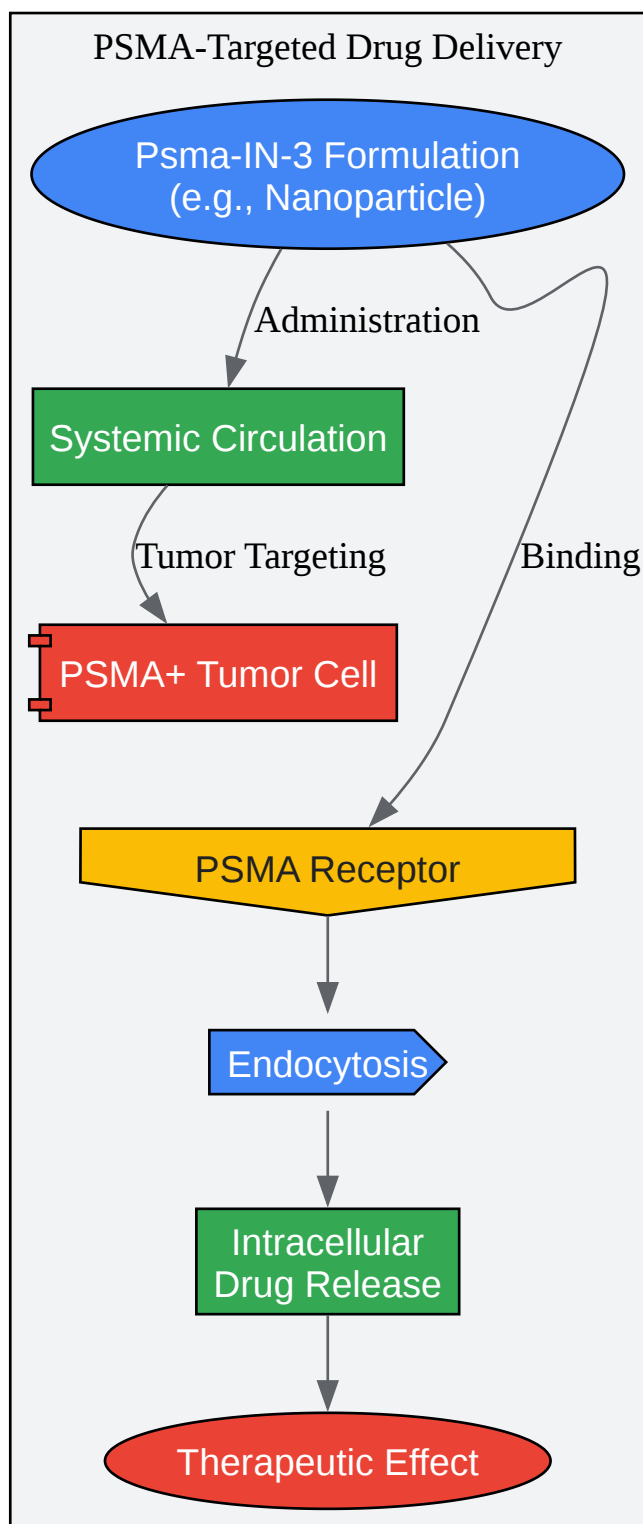 PSMA-Targeted Drug Delivery
Psma-IN-3 Formulation
(e.g., Nanoparticle)
Administration
Systemic Circulation
Tumor Targeting
Binding
PSMA+ Tumor Cell
PSMA Receptor
Endocytosis
Intracellular
Drug Release
Therapeutic Effect